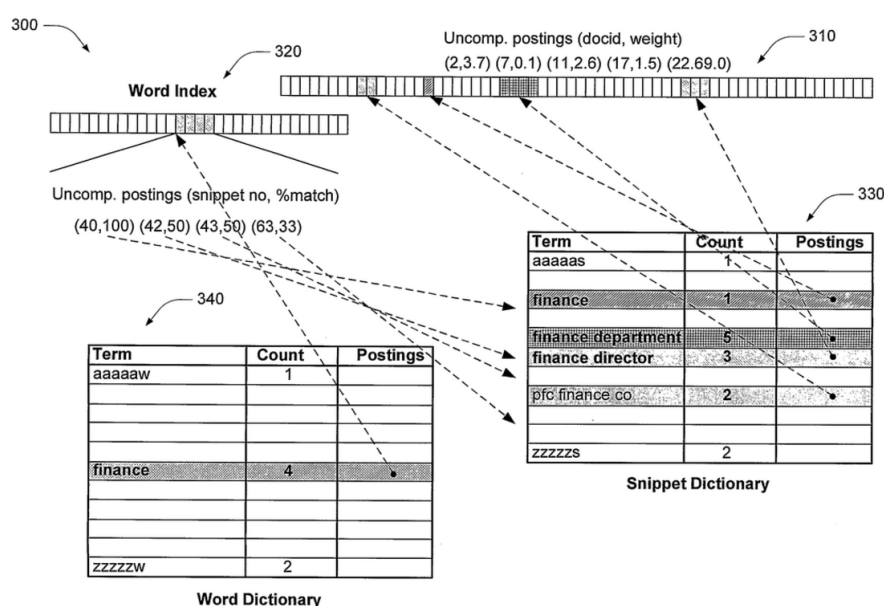 300
320
Uncomp. postings (docid, weight)
310
(2,3.7) (7,0.1) (11,2.6) (17,1.5) (22.69.0)
Word Index
Uncomp. postings (snippet no, %match)
(40,100) (42,50) (43,50) (63,33)
330
Term Count Postings
aaaaas 1
finance 1
finance department 5
finance director 3
pfc finance co 2
zzzzzs 2
Snippet Dictionary
340
Term Count Postings
aaaaaw 1
finance 4
zzzzzw 2
Word Dictionary